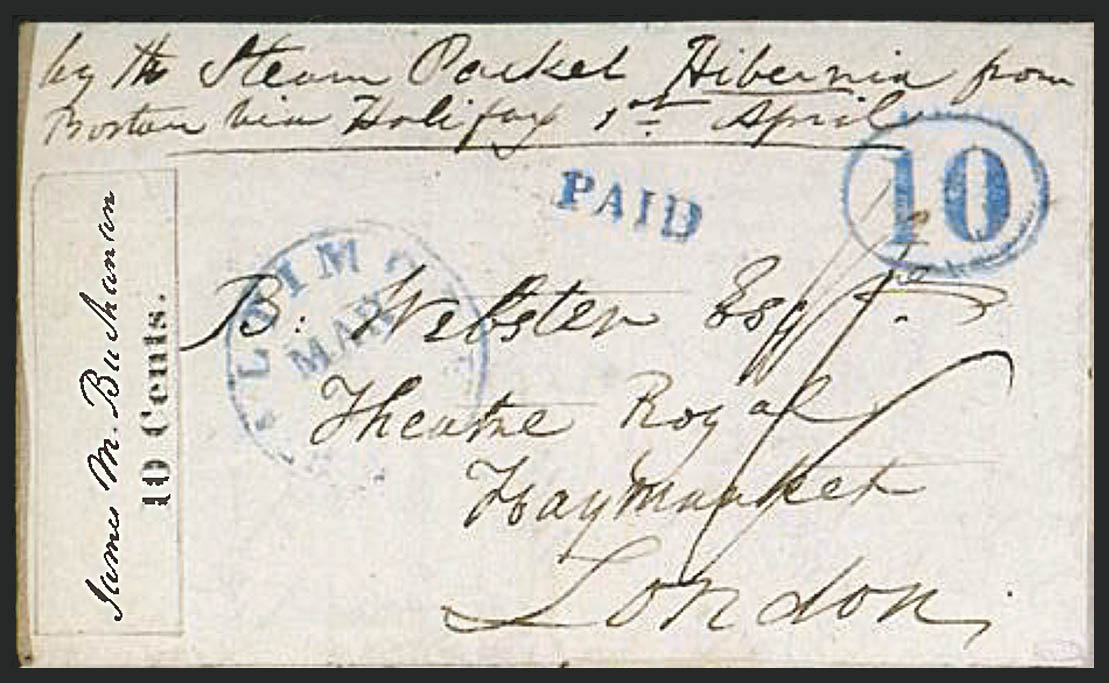 by the Steam Packet Hibernia from
Boston via Halifax 1st April
PAID
10
MAR
B. Webster Esqr.
Theatre Royal
Haymarket
London
James M. Buchanan
10 Cents.